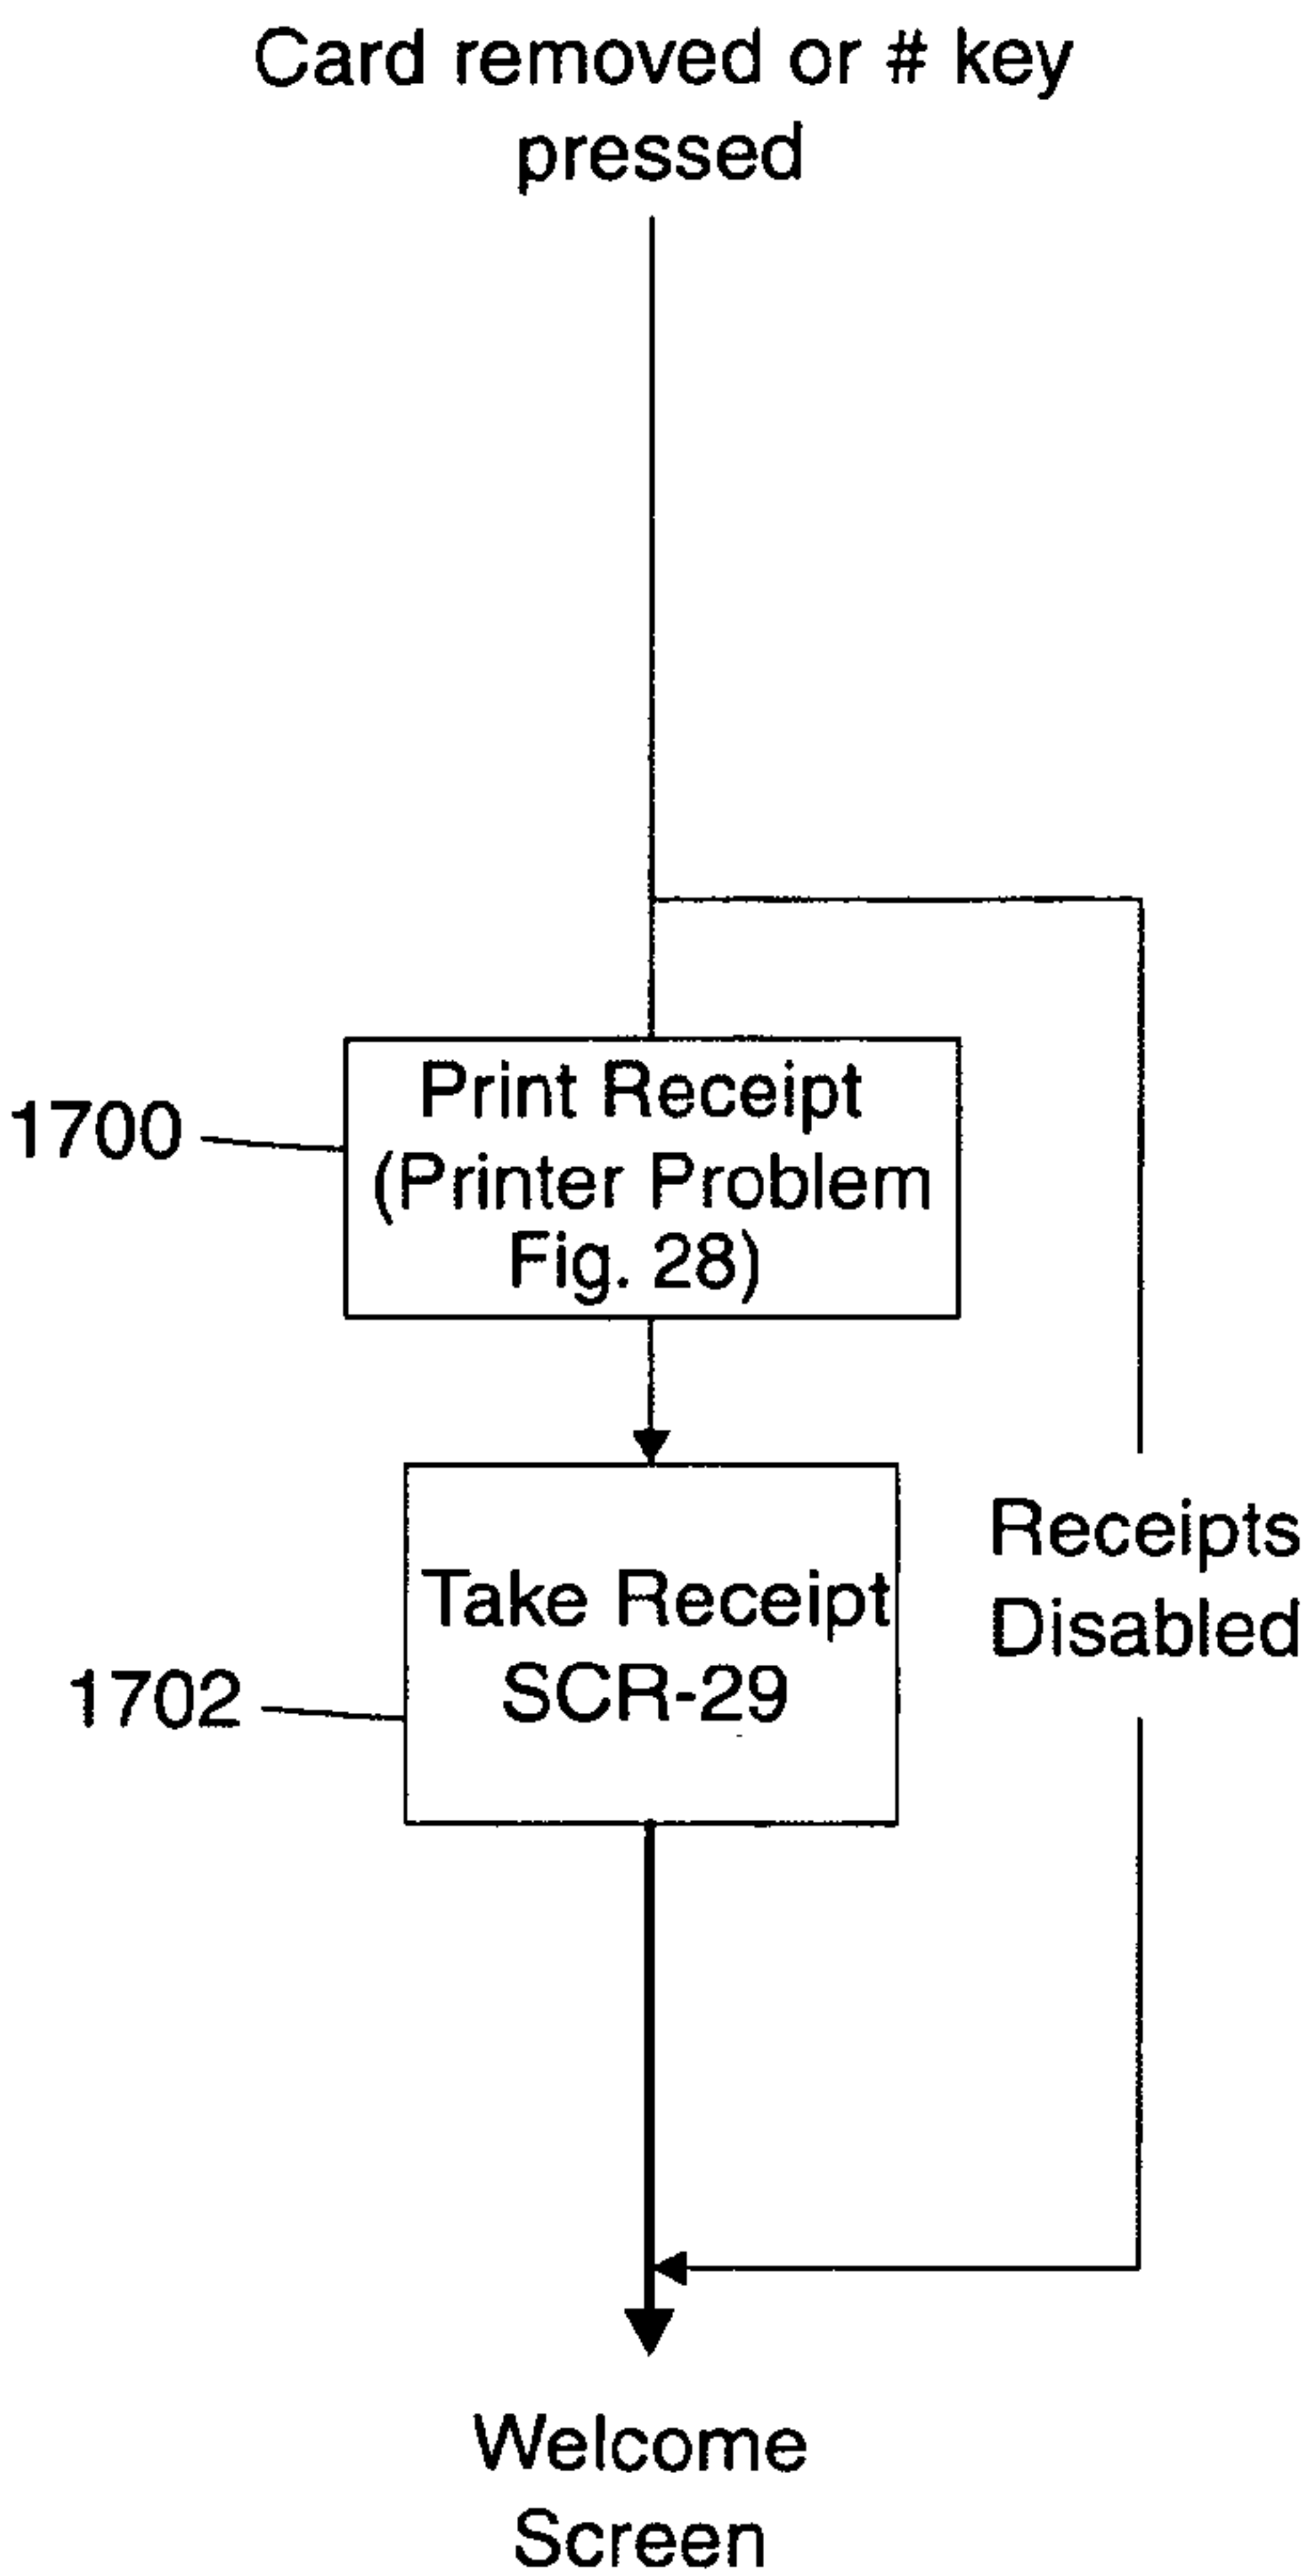 Card removed or # key
pressed
1700
Print Receipt
(Printer Problem
Fig. 28)
1702
Take Receipt
SCR-29
Receipts
Disabled
Welcome
Screen